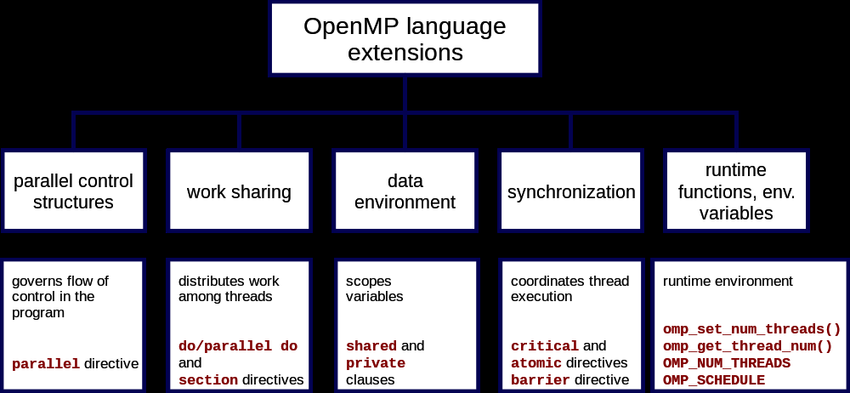 OpenMP language
extensions
parallel control
structures
work sharing
data
environment
synchronization
runtime
functions, env.
variables
governs flow of
control in the
program
parallel directive
distributes work
among threads
do/parallel do
and
section directives
scopes
variables
shared and
private
clauses
coordinates thread
execution
critical and
atomic directives
barrier directive
runtime environment
omp_set_num_threads()
omp_get_thread_num()
OMP_NUM_THREADS
OMP_SCHEDULE